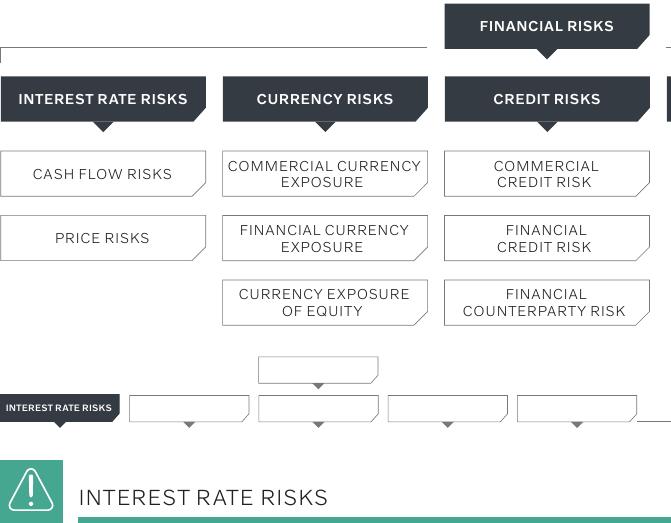 FINANCIAL RISKS
INTEREST RATE RISKS
CURRENCY RISKS
CREDIT RISKS
CASH FLOW RISKS
COMMERCIAL CURRENCY
EXPOSURE
COMMERCIAL
CREDIT RISK
PRICE RISKS
FINANCIAL CURRENCY
EXPOSURE
FINANCIAL
CREDIT RISK
CURRENCY EXPOSURE
OF EQUITY
FINANCIAL
COUNTERPARTY RISK
INTEREST RATE RISKS
INTEREST RATE RISKS